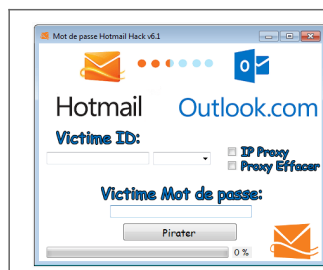 Mot de passe Hotmail Hack v6.1
Hotmail
Outlook.com
Victime ID:
IP Proxy
Proxy Effacer
Victime Mot de passe:
Pirater
0 %